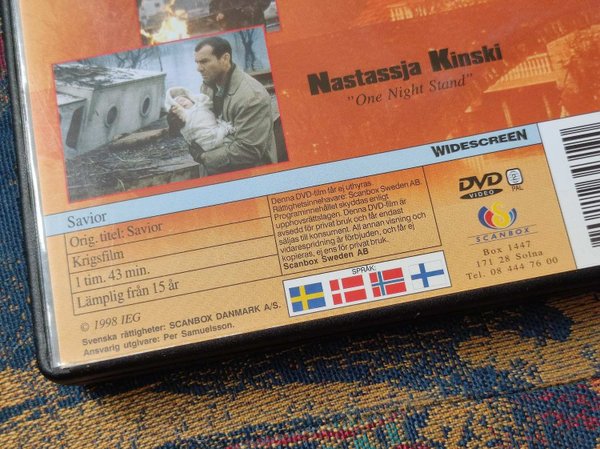 Nastassja Kinski
"One Night Stand"
WIDESCREEN
Savior
Orig. titel: Savior
Krigsfilm
1 tim. 43 min.
Lämplig från 15 år
Denna DVD-film får ej uthyras.
Rättighetsinnehavare: Scanbox Sweden AB.
Programinnehållet skyddas enligt
upphovsrättslagen. Denna DVD-film är
avsedd för privat bruk och får endast
säljas till konsument. All annan visning och
vidarespridning är förbjuden, och får ej
kopieras, ej ens för privat bruk.
Scanbox Sweden AB
SPRÅK:
DVD
VIDEO
2
PAL
SCANBOX
Box 1447
171 28 Solna
Tel. 08 444 76 00
© 1998 IEG
Svenska rättigheter: SCANBOX DANMARK A/S.
Ansvarig utgivare: Per Samuelsson.